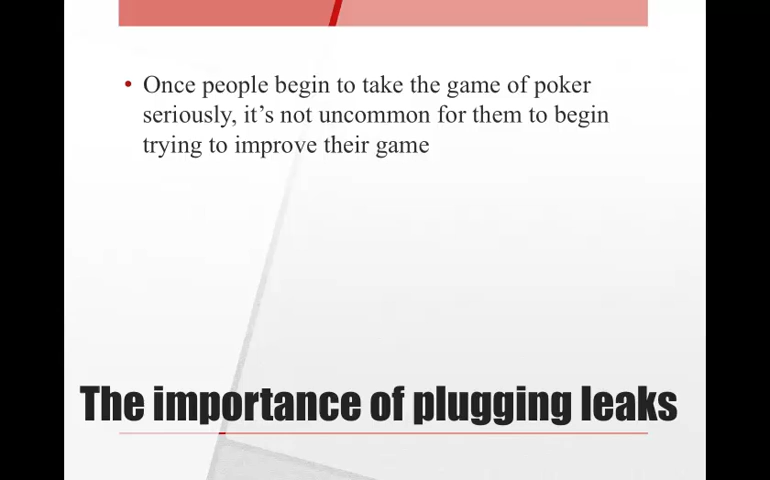 • Once people begin to take the game of poker
seriously, it's not uncommon for them to begin
trying to improve their game
The importance of plugging leaks